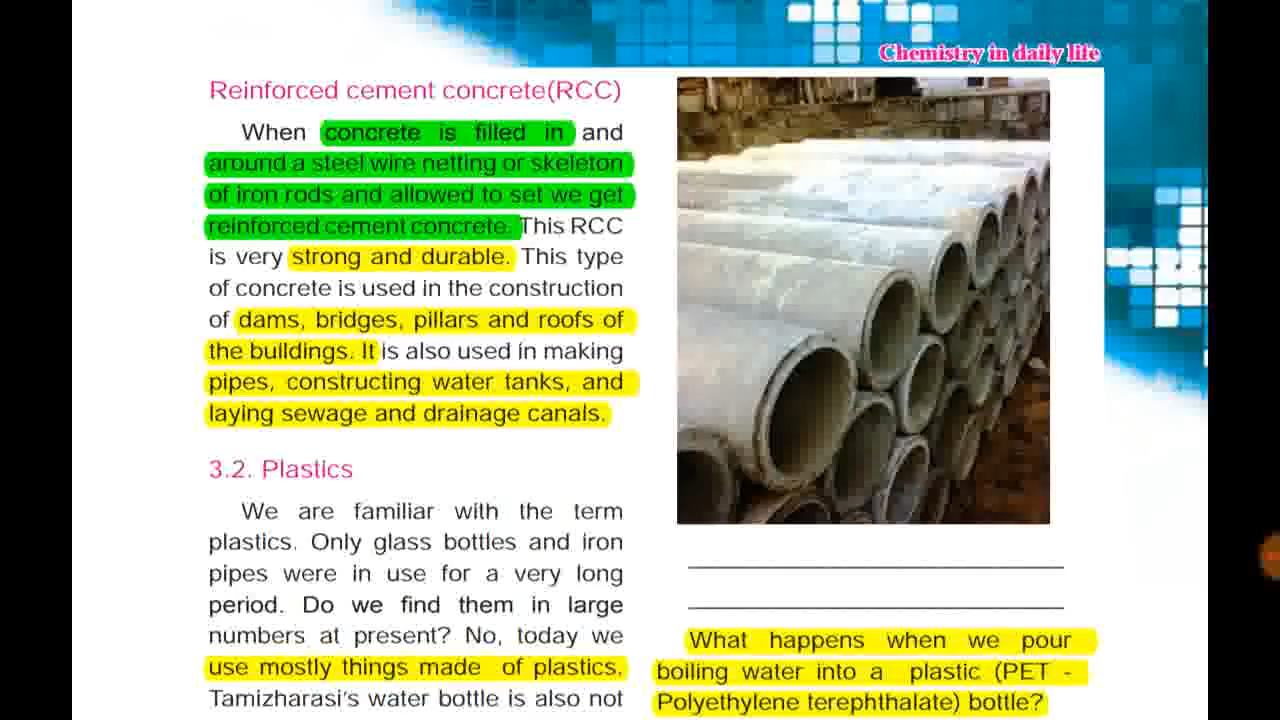 Chemistry in daily life
Reinforced cement concrete(RCC)
When concrete is filled in and
around a steel wire netting or skeleton
of iron rods and allowed to set we get
reinforced cement concrete. This RCC
is very strong and durable. This type
of concrete is used in the construction
of dams, bridges, pillars and roofs of
the buildings. It is also used in making
pipes, constructing water tanks, and
laying sewage and drainage canals.
3.2. Plastics
We are familiar with the term
plastics. Only glass bottles and iron
pipes were in use for a very long
period. Do we find them in large
numbers at present? No, today we
use mostly things made of plastics.
Tamizharasi's water bottle is also not
What happens when we pour
boiling water into a plastic (PET -
Polyethylene terephthalate) bottle?